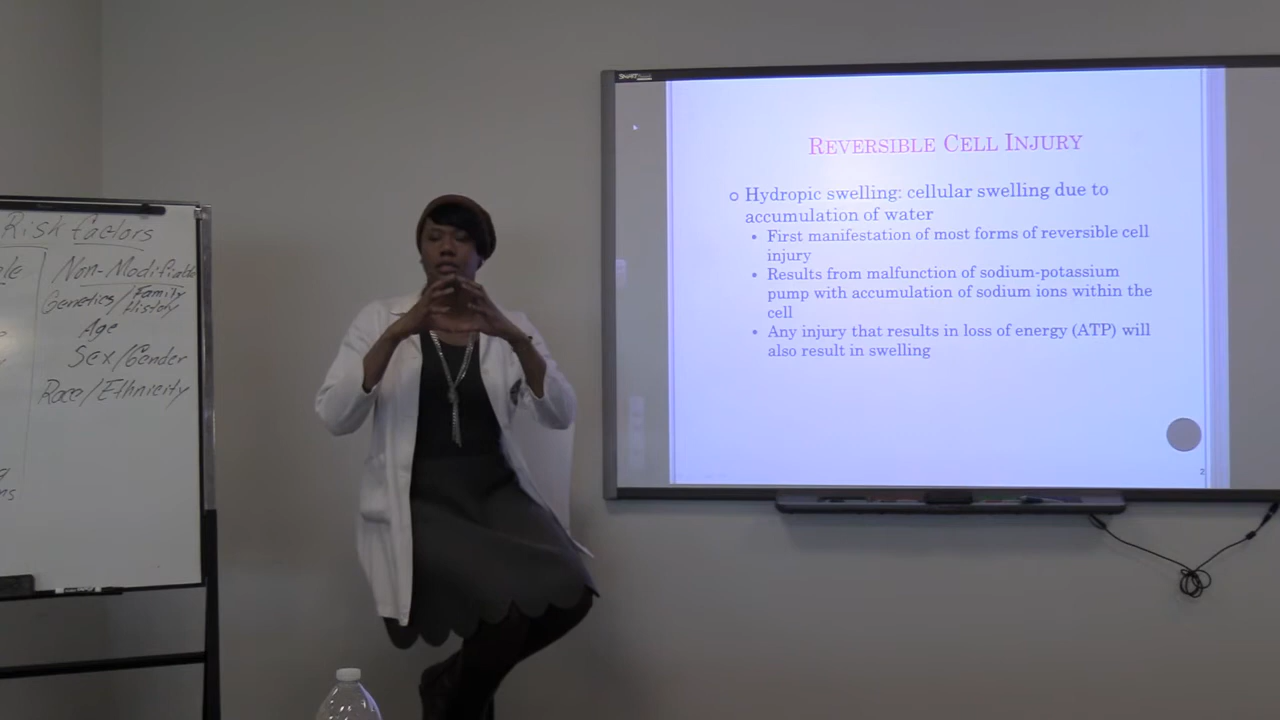 Risk factors
Non-Modifiable
Genetics/Family
History
Age
Sex/Gender
Race/Ethnicity
SMART
REVERSIBLE CELL INJURY
Hydropic swelling: cellular swelling due to
accumulation of water
• First manifestation of most forms of reversible cell
injury
• Results from malfunction of sodium-potassium
pump with accumulation of sodium ions within the
cell
• Any injury that results in loss of energy (ATP) will
also result in swelling
2